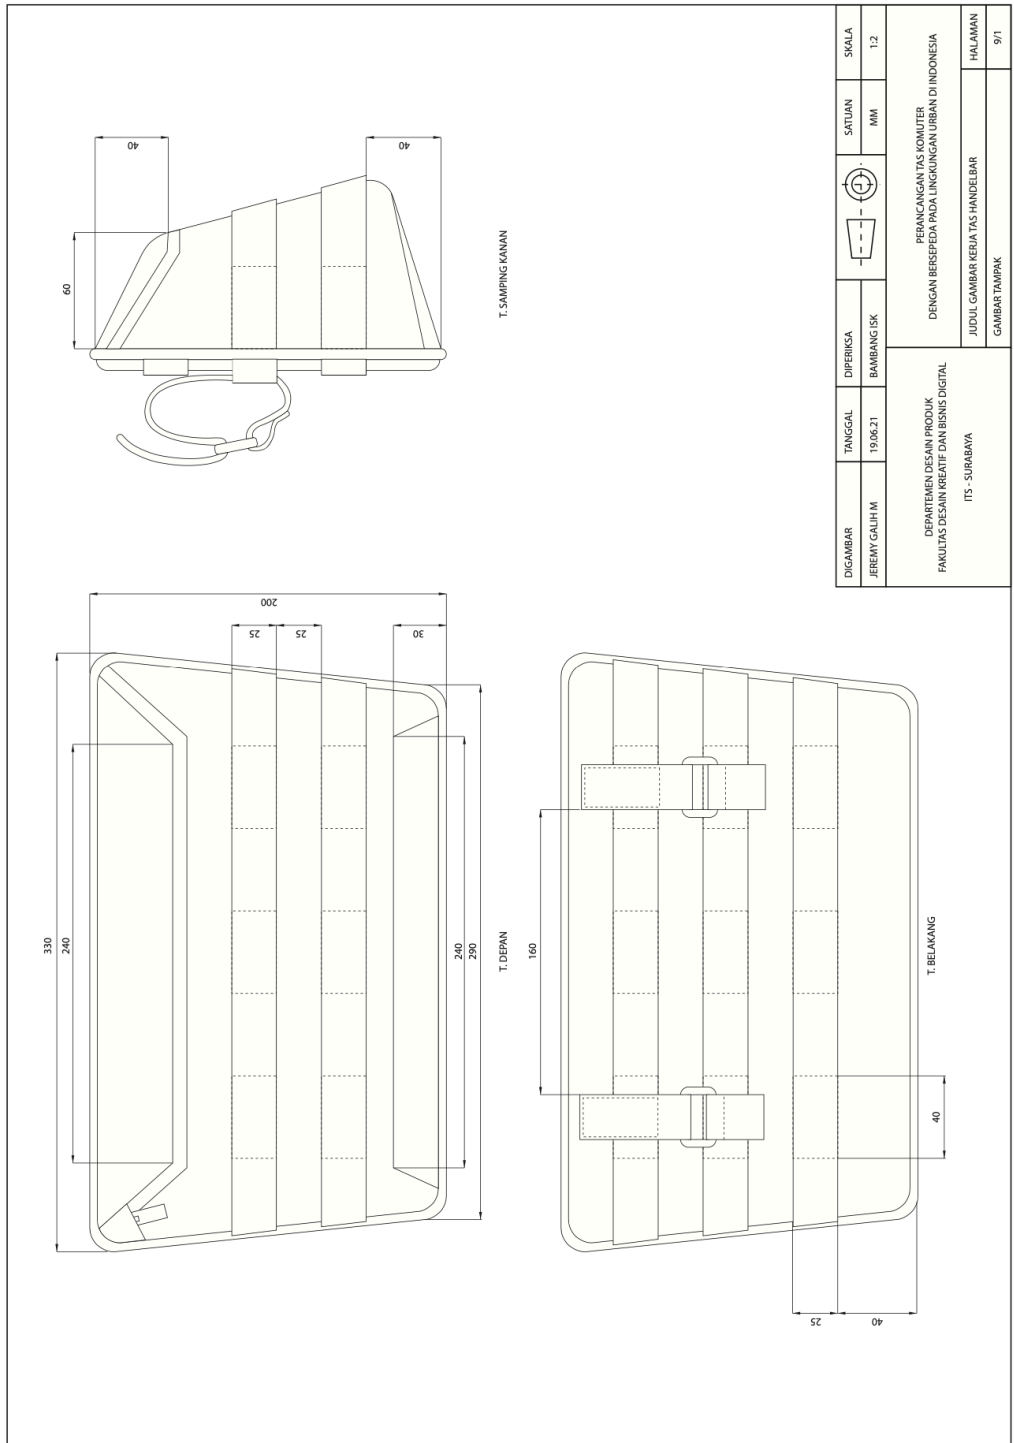 330
240
200
25
25
30
240
290
T. DEPAN
60
40
40
T. SAMPING KANAN
160
40
25
40
T. BELAKANG
DIGAMBAR
TANGGAL
DIPERIKSA
SATUAN
SKALA
JEREMY GALIH M
19.06.21
BAMBANG ISK
MM
1:2
DEPARTEMEN DESAIN PRODUK
FAKULTAS DESAIN KREATIF DAN BISNIS DIGITAL
ITS - SURABAYA
PERANCANGAN TAS KOMUTER
DENGAN BERSEPEDA PADA LINGKUNGAN URBAN DI INDONESIA
JUDUL GAMBAR KERJA TAS HANDELBAR
HALAMAN
GAMBAR TAMPAK
9/1